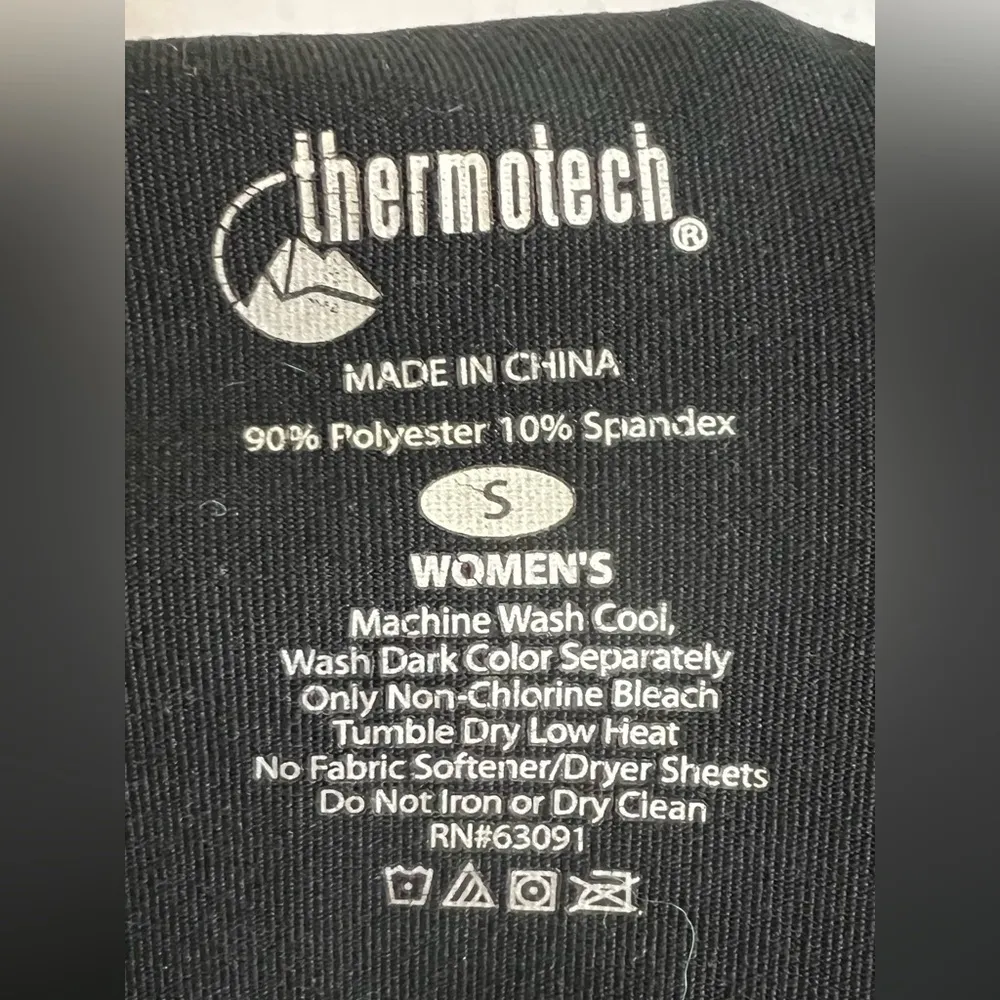 thermotech®
MADE IN CHINA
90% Polyester 10% Spandex
S
WOMEN'S
Machine Wash Cool,
Wash Dark Color Separately
Only Non-Chlorine Bleach
Tumble Dry Low Heat
No Fabric Softener/Dryer Sheets
Do Not Iron or Dry Clean
RN#63091